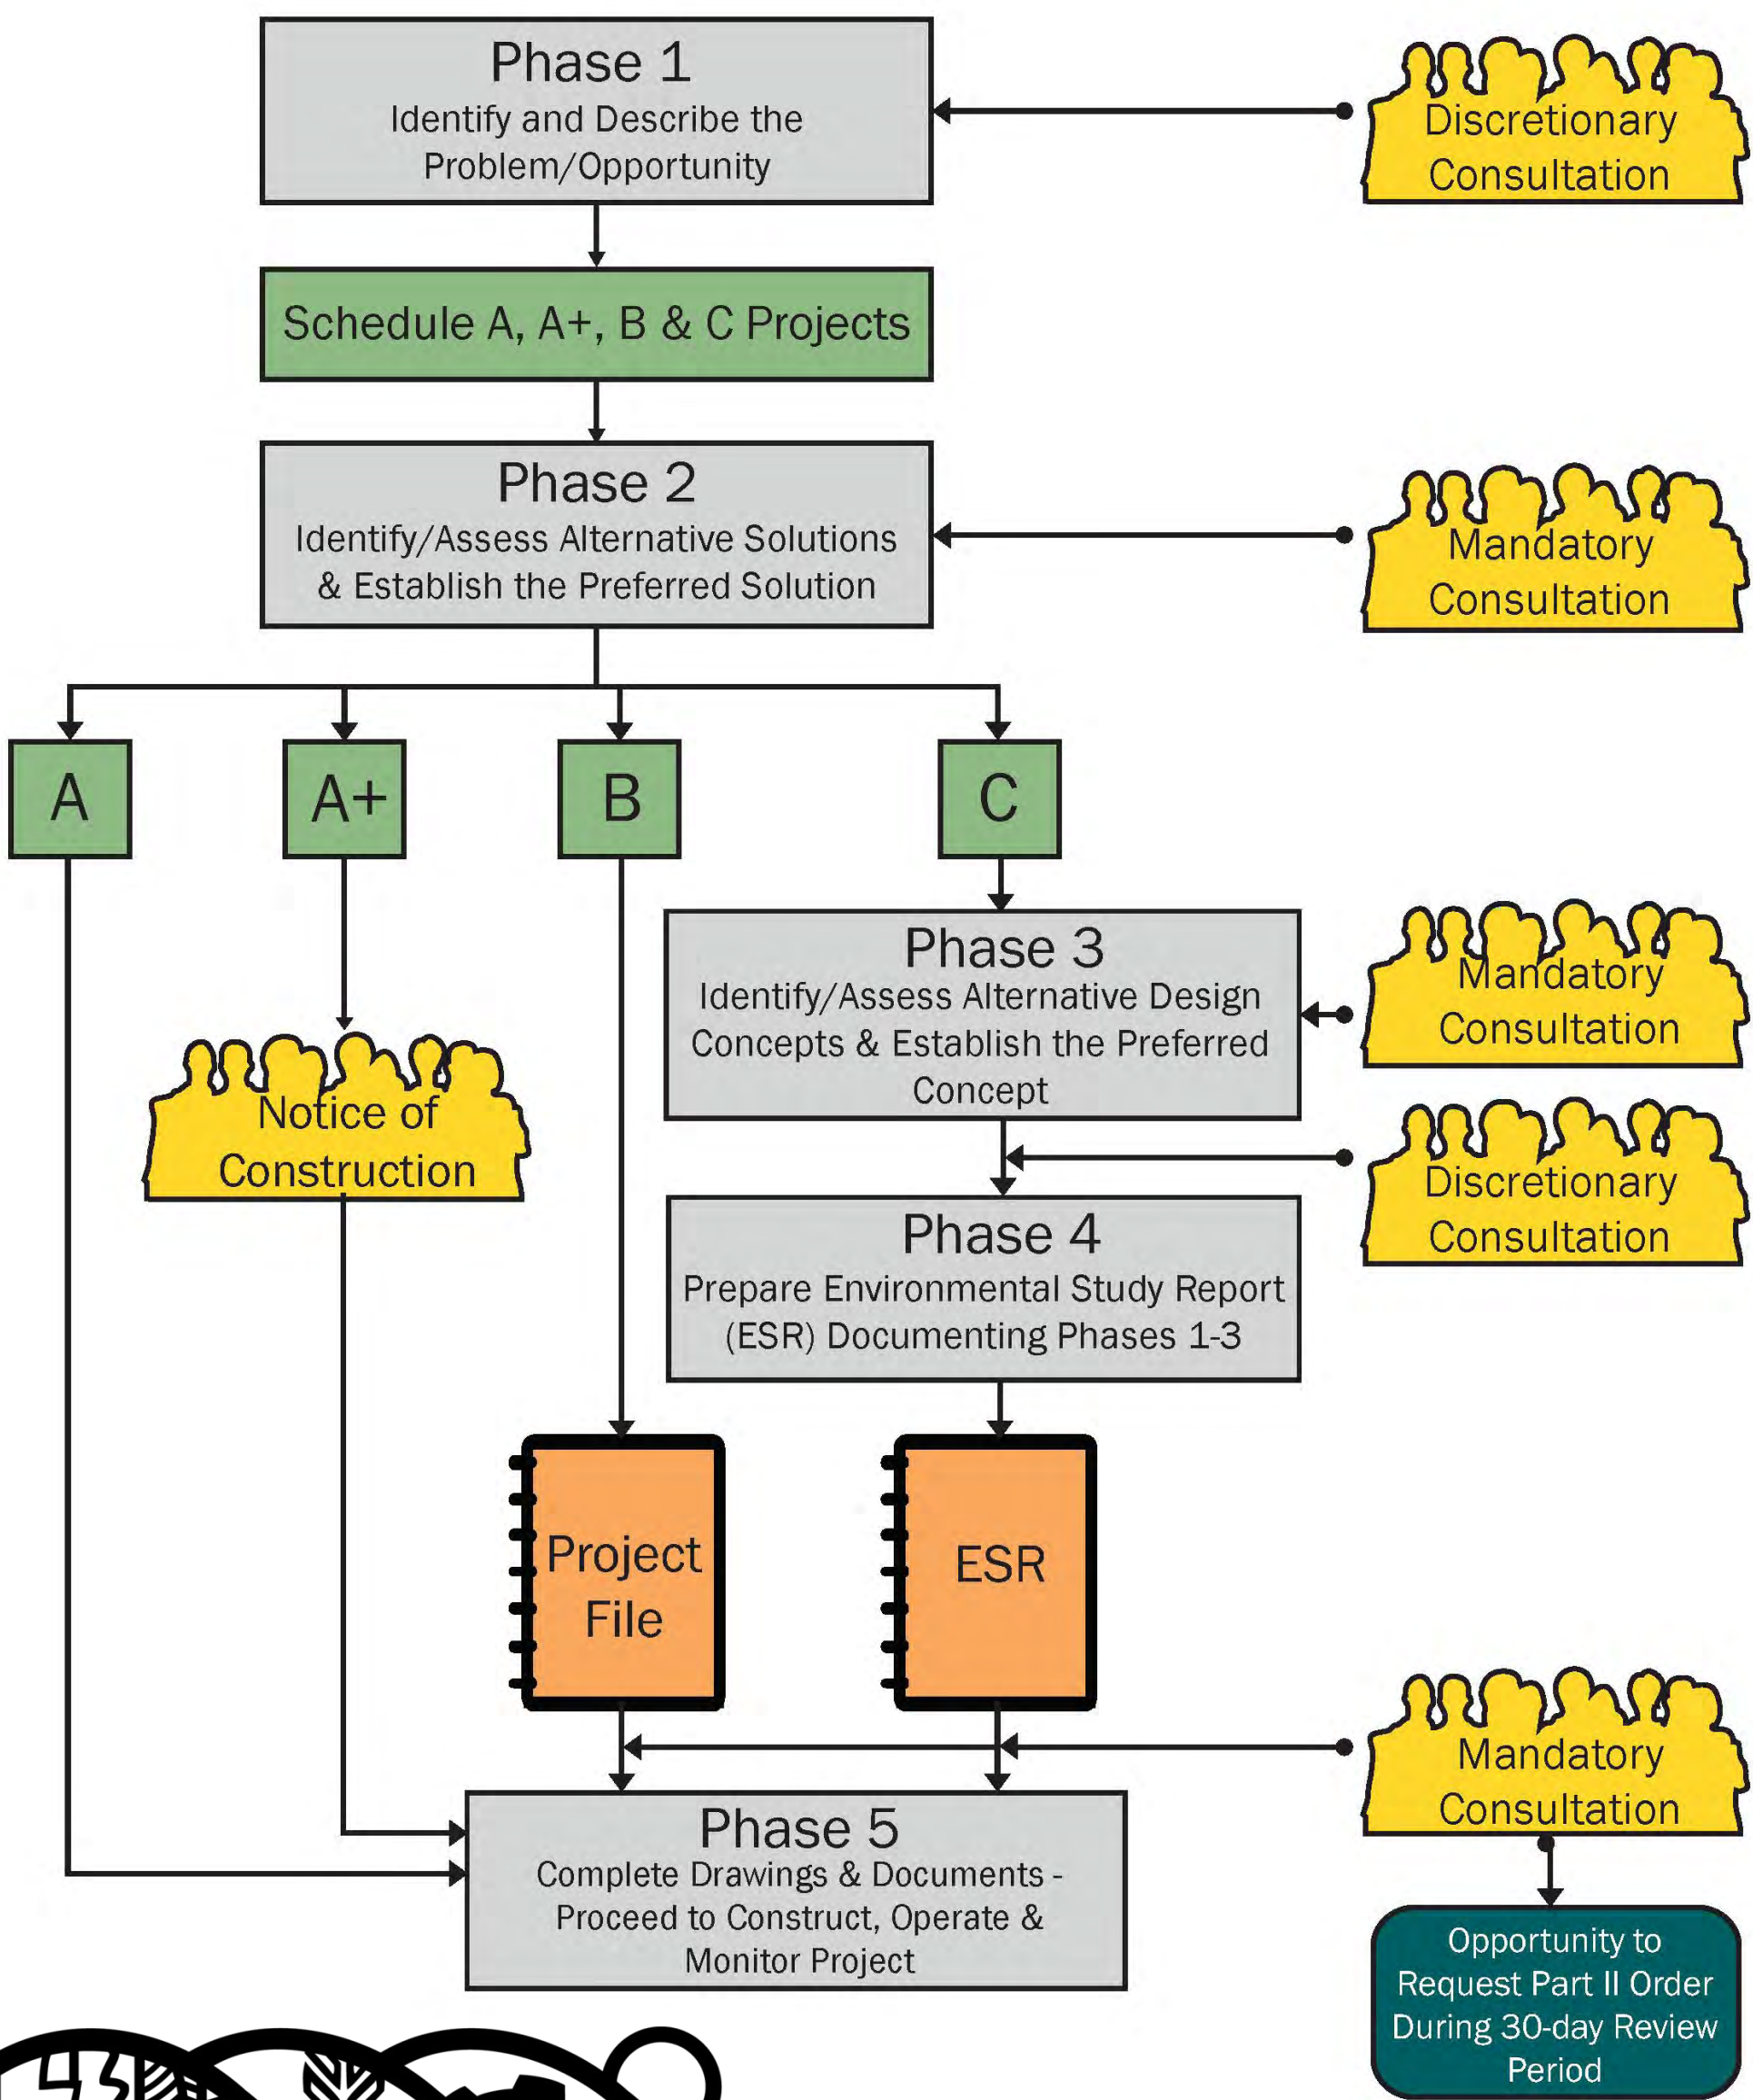 Phase 1
Identify and Describe the
Problem/Opportunity
Discretionary
Consultation
Schedule A, A+, B & C Projects
Phase 2
Identify/Assess Alternative Solutions
& Establish the Preferred Solution
Mandatory
Consultation
A
A+
B
C
Phase 3
Identify/Assess Alternative Design
Concepts & Establish the Preferred
Concept
Mandatory
Consultation
Notice of
Construction
Discretionary
Consultation
Phase 4
Prepare Environmental Study Report
(ESR) Documenting Phases 1-3
Project
File
ESR
Mandatory
Consultation
Phase 5
Complete Drawings & Documents -
Proceed to Construct, Operate &
Monitor Project
Opportunity to
Request Part II Order
During 30-day Review
Period